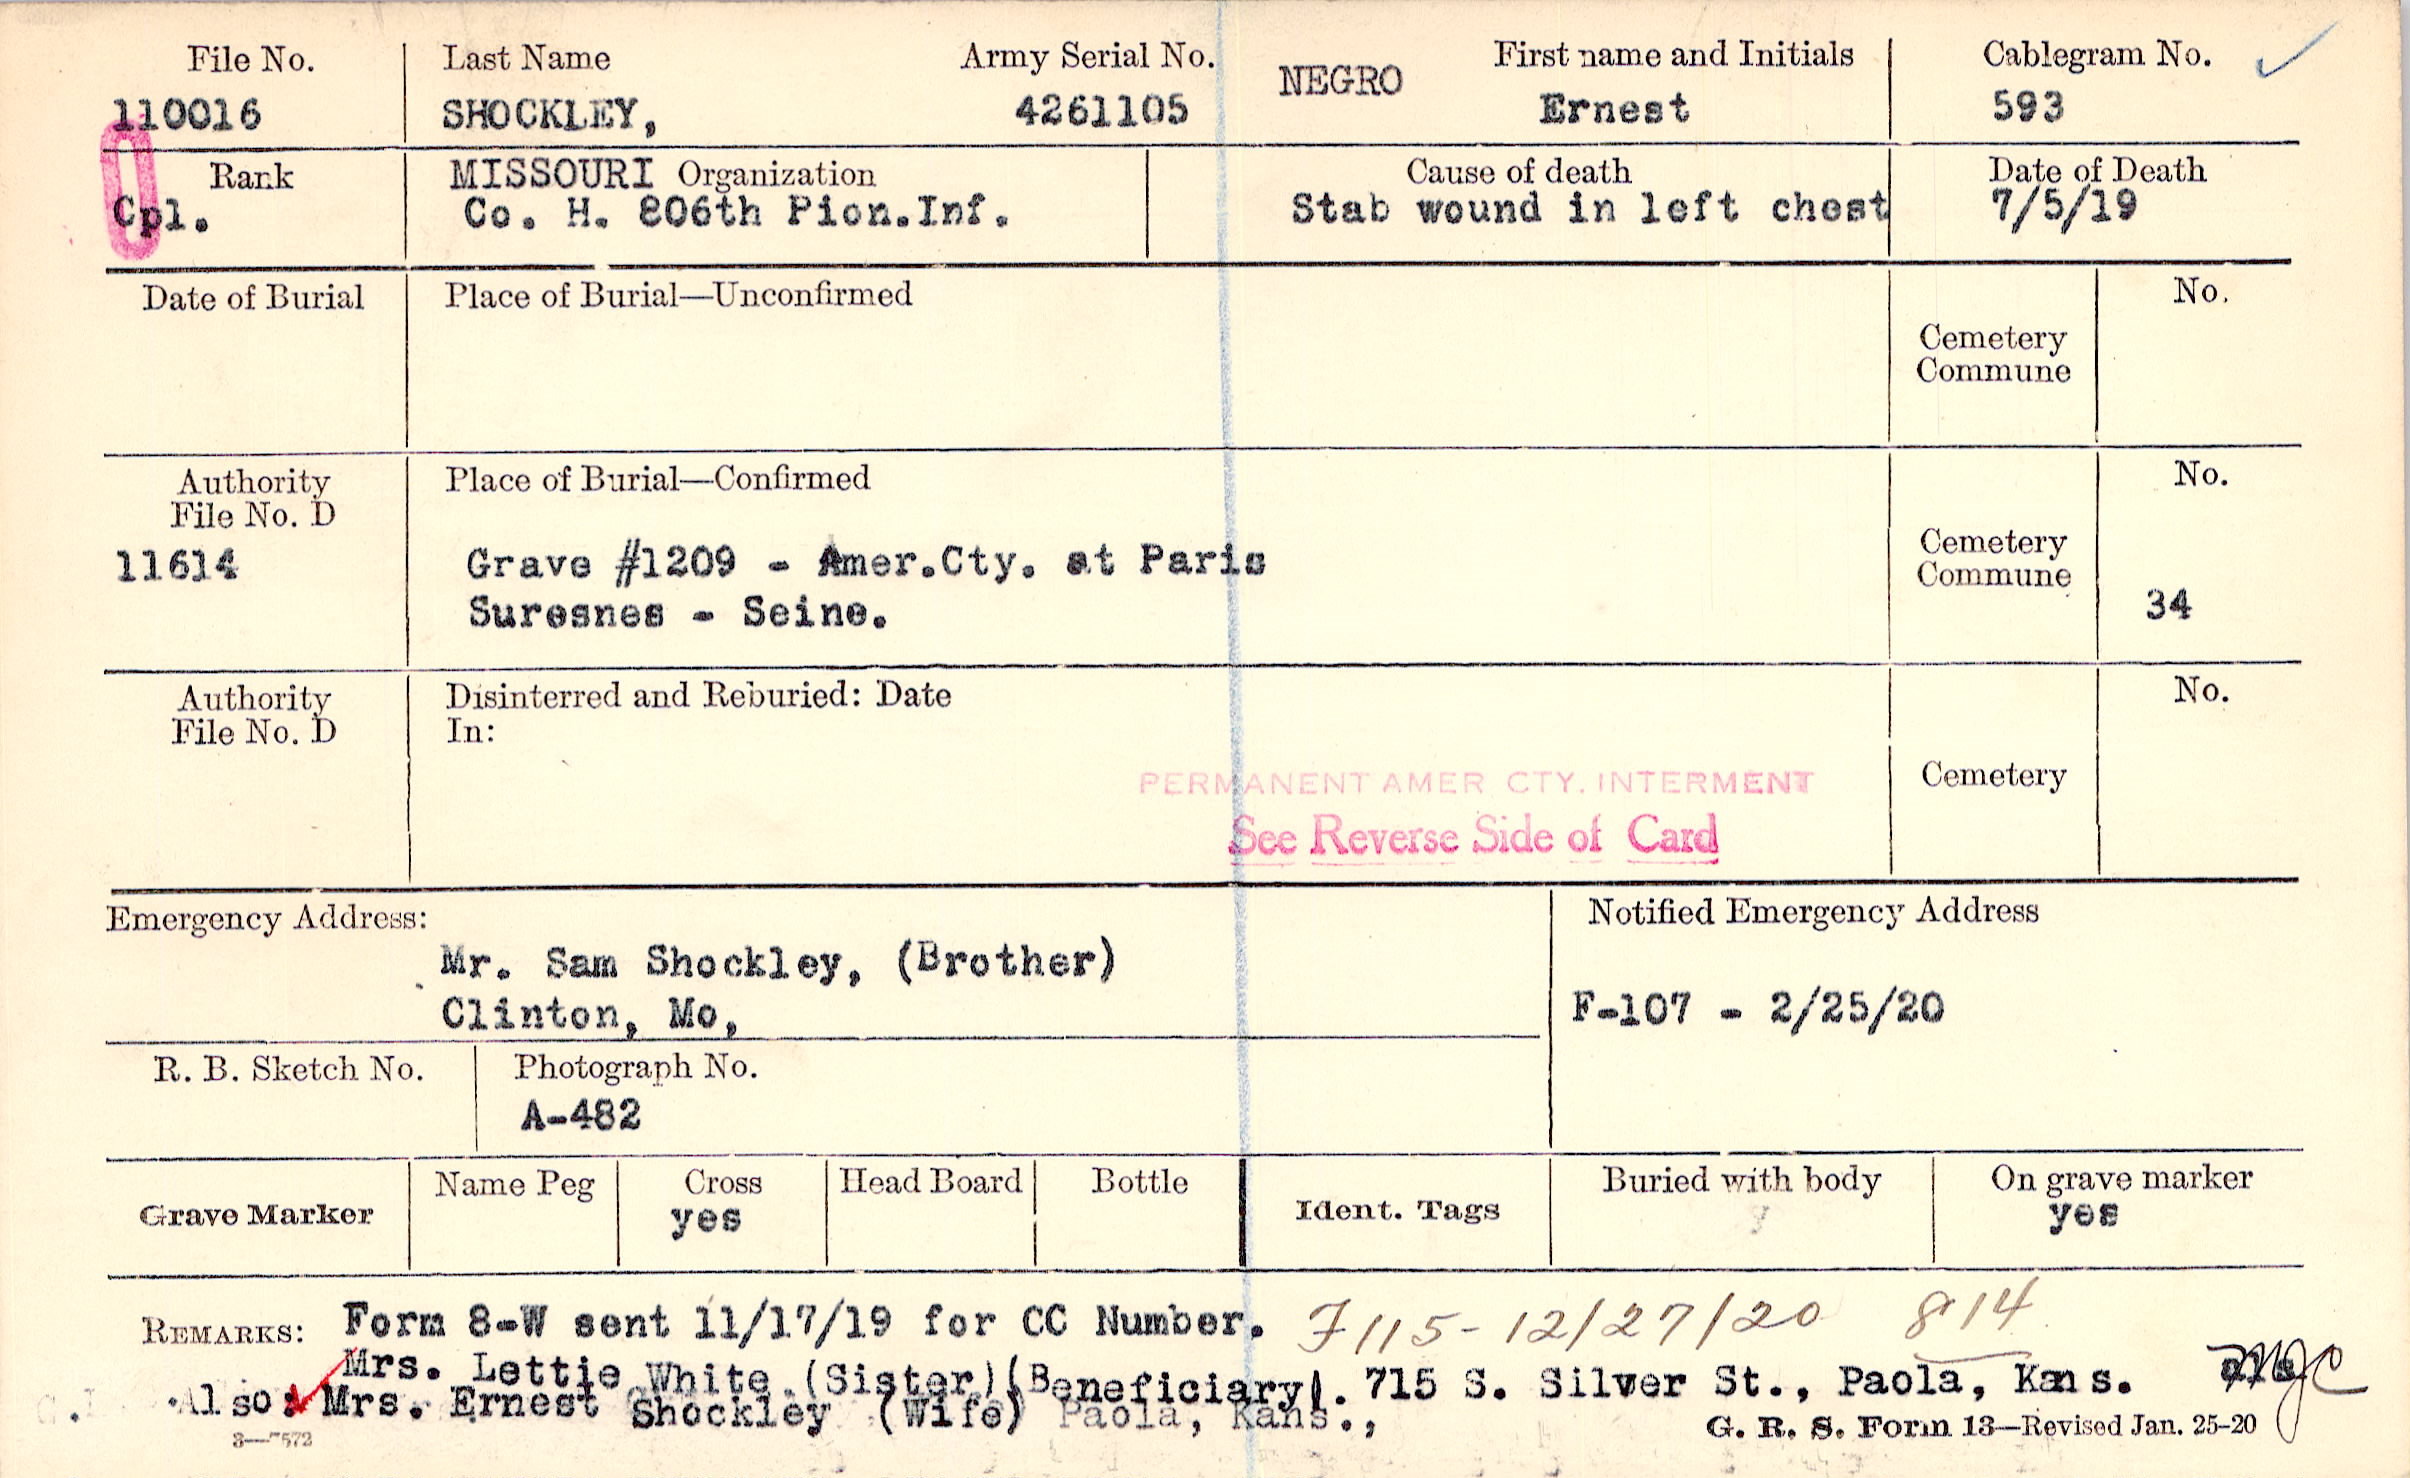 File No. Last Name Army Serial No. NEGRO First name and Initials Cablegram No.
110016 SHOCKLEY, 4261105 Ernest 593
Rank MISSOURI Organization Cause of death Date of Death
Cpl. Co. H. 806th Pion.Inf. Stab wound in left chest 7/5/19
Date of Burial Place of Burial—Unconfirmed No.
Cemetery
Commune
Authority Place of Burial—Confirmed No.
File No. D
Cemetery
11614 Grave #1209 - Amer.Cty. at Paris Commune
Suresnes - Seine. 34
Authority Disinterred and Reburied: Date No.
File No. D In:
PERMANENT AMER CTY. INTERMENT Cemetery
See Reverse Side of Card
Emergency Address: Notified Emergency Address
Mr. Sam Shockley, (Brother)
Clinton, Mo, F-107 - 2/25/20
R. B. Sketch No. Photograph No.
A-482
Grave Marker Name Peg Cross Head Board Bottle Ident. Tags Buried with body On grave marker
yes yes
REMARKS: Form 8-W sent 11/17/19 for CC Number. F115- 12/27/20 814
Mrs. Lettie White (Sister)(Beneficiary). 715 S. Silver St., Paola, Kans.
Also: Mrs. Ernest Shockley (Wife) Paola, Kans.,
G. R. S. Form 13—Revised Jan. 25-20